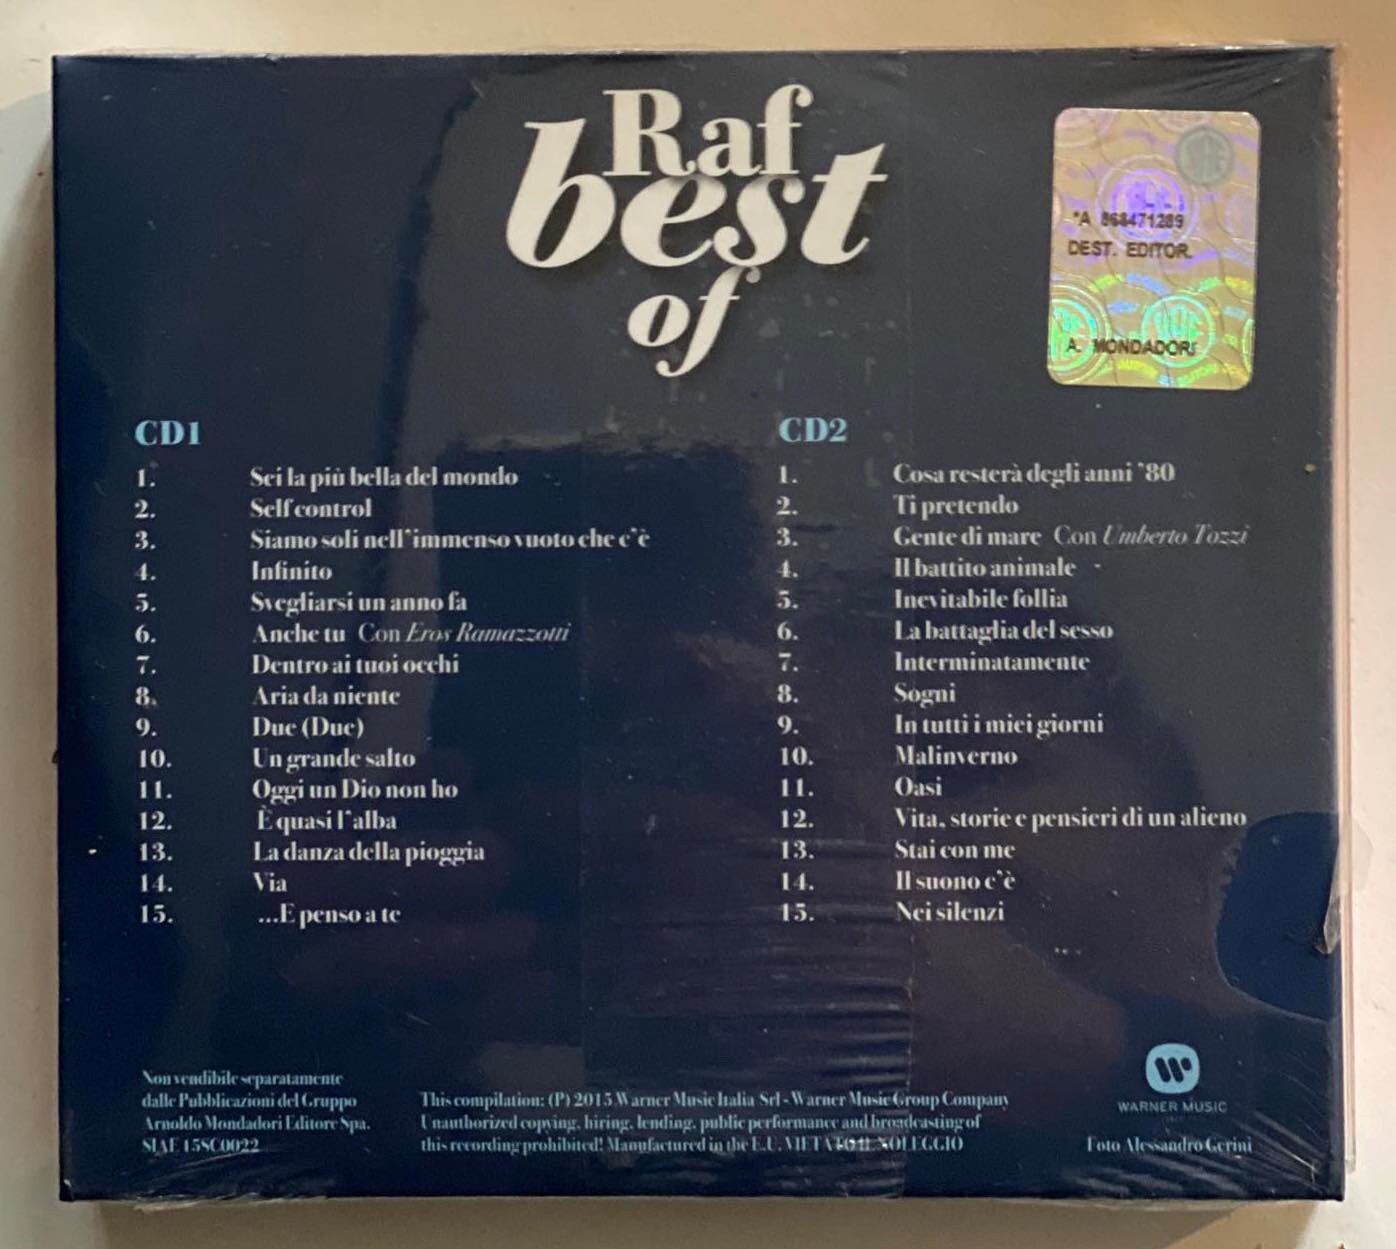 Raf
best
of
*A 868471289
DEST. EDITOR.
A. MONDADORI
CD1
1. Sei la più bella del mondo
2. Self control
3. Siamo soli nell'immenso vuoto che c'è
4. Infinito
5. Svegliarsi un anno fa
6. Anche tu Con Eros Ramazzotti
7. Dentro ai tuoi occhi
8. Aria da niente
9. Due (Due)
10. Un grande salto
11. Oggi un Dio non ho
12. È quasi l'alba
13. La danza della pioggia
14. Via
15. ...E penso a te
CD2
1. Cosa resterà degli anni '80
2. Ti pretendo
3. Gente di mare Con Umberto Tozzi
4. Il battito animale
5. Inevitabile follia
6. La battaglia del sesso
7. Interminatamente
8. Sogni
9. In tutti i miei giorni
10. Malinverno
11. Oasi
12. Vita, storie e pensieri di un alieno
13. Stai con me
14. Il suono c'è
15. Nei silenzi
Non vendibile separatamente
dalle Pubblicazioni del Gruppo
Arnoldo Mondadori Editore Spa.
SIAE 15SC0022
This compilation: (P) 2015 Warner Music Italia Srl - Warner Music Group Company
Unauthorized copying, hiring, lending, public performance and broadcasting of
this recording prohibited! Manufactured in the E.U. VIETATO IL NOLEGGIO
WARNER MUSIC
Foto Alessandro Gerini